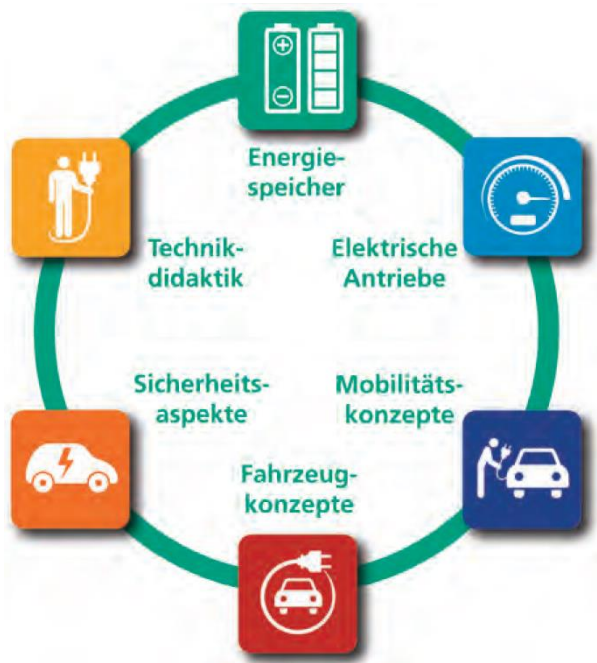 Energie-
speicher
Technik-
didaktik
Elektrische
Antriebe
Sicherheits-
aspekte
Mobilitäts-
konzepte
Fahrzeug-
konzepte